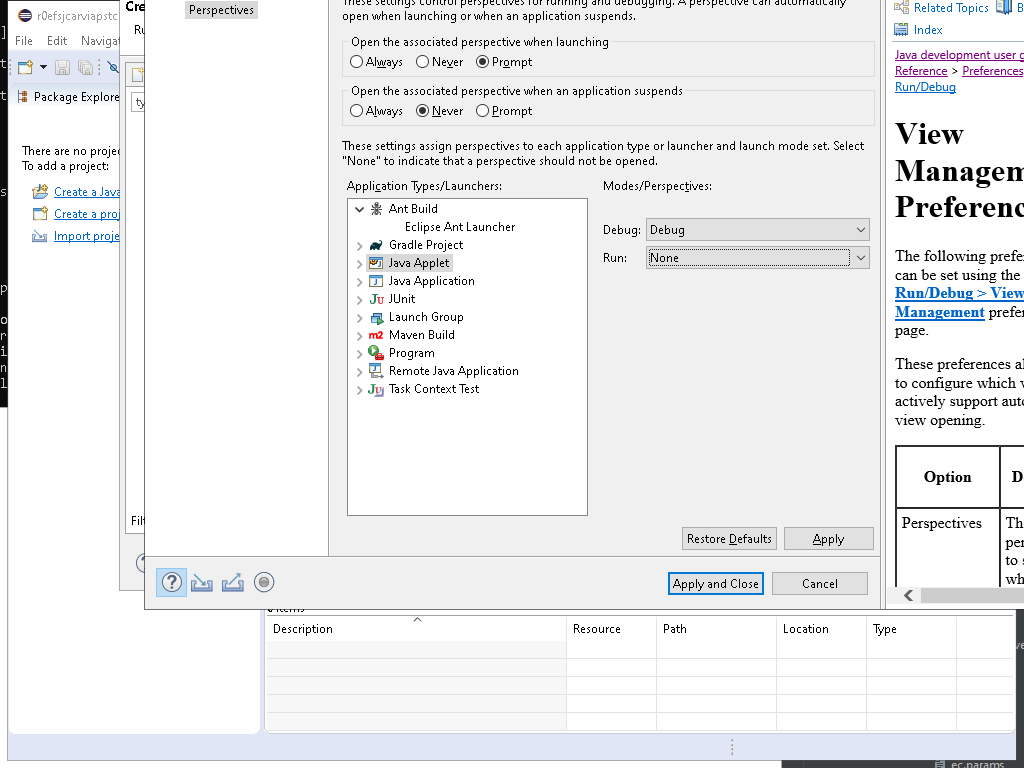 These settings control perspectives for running and debugging. A perspective can automatically
open when launching or when an application suspends.
Perspectives
Open the associated perspective when launching
Always Never Prompt
Open the associated perspective when an application suspends
Always Never Prompt
These settings assign perspectives to each application type or launcher and launch mode set. Select
"None" to indicate that a perspective should not be opened.
Application Types/Launchers:
Modes/Perspectives:
Ant Build
Eclipse Ant Launcher
Gradle Project
Java Applet
Java Application
JUnit
Launch Group
Maven Build
Program
Remote Java Application
Task Context Test
Debug: Debug
Run: None
Restore Defaults
Apply
Apply and Close
Cancel
r0efsjcarviapstc
File Edit Naviga
Package Explore
There are no projec
To add a project:
Create a Java
Create a proj
Import proje
Cre
Ru
ty
Filt
Related Topics
B
Index
Java development user g
Reference > Preferences
Run/Debug
View
Managem
Preferenc
The following prefe
can be set using the
Run/Debug > View
Management prefer
page.
These preferences al
to configure which v
actively support auto
view opening.
Option
D
Perspectives
Th
per
to s
wh
items
Description Resource Path Location Type
ec.params